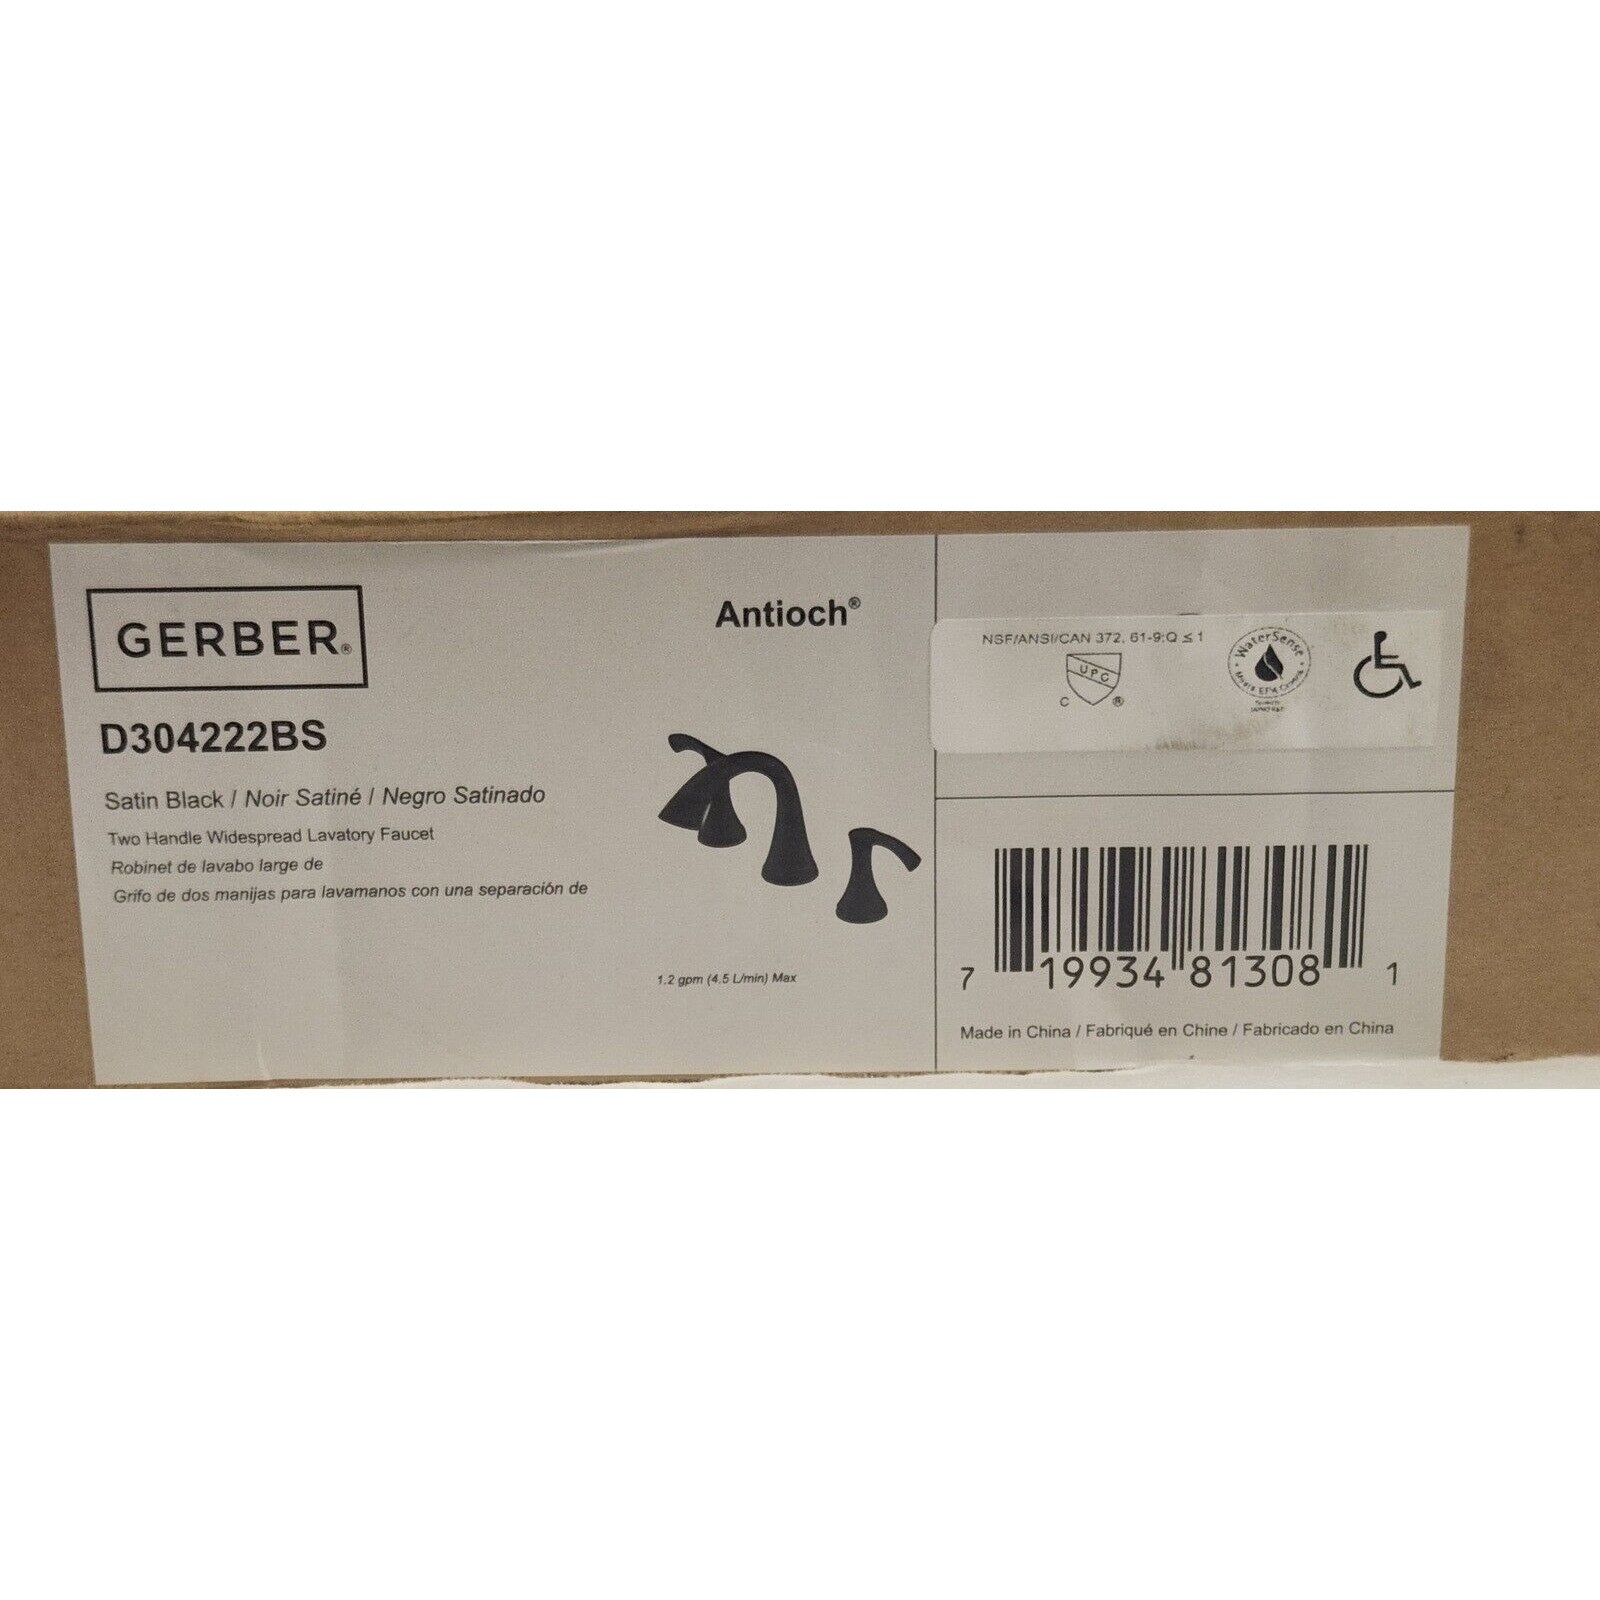 GERBER®
D304222BS
Satin Black / Noir Satiné / Negro Satinado
Two Handle Widespread Lavatory Faucet
Robinet de lavabo large de
Grifo de dos manijas para lavamanos con una separación de
Antioch®
1.2 gpm (4.5 L/min) Max
NSF/ANSI/CAN 372, 61-9:Q ≤ 1
UPC
C ®
WaterSense
7 19934 81308 1
Made in China / Fabriqué en Chine / Fabricado en China